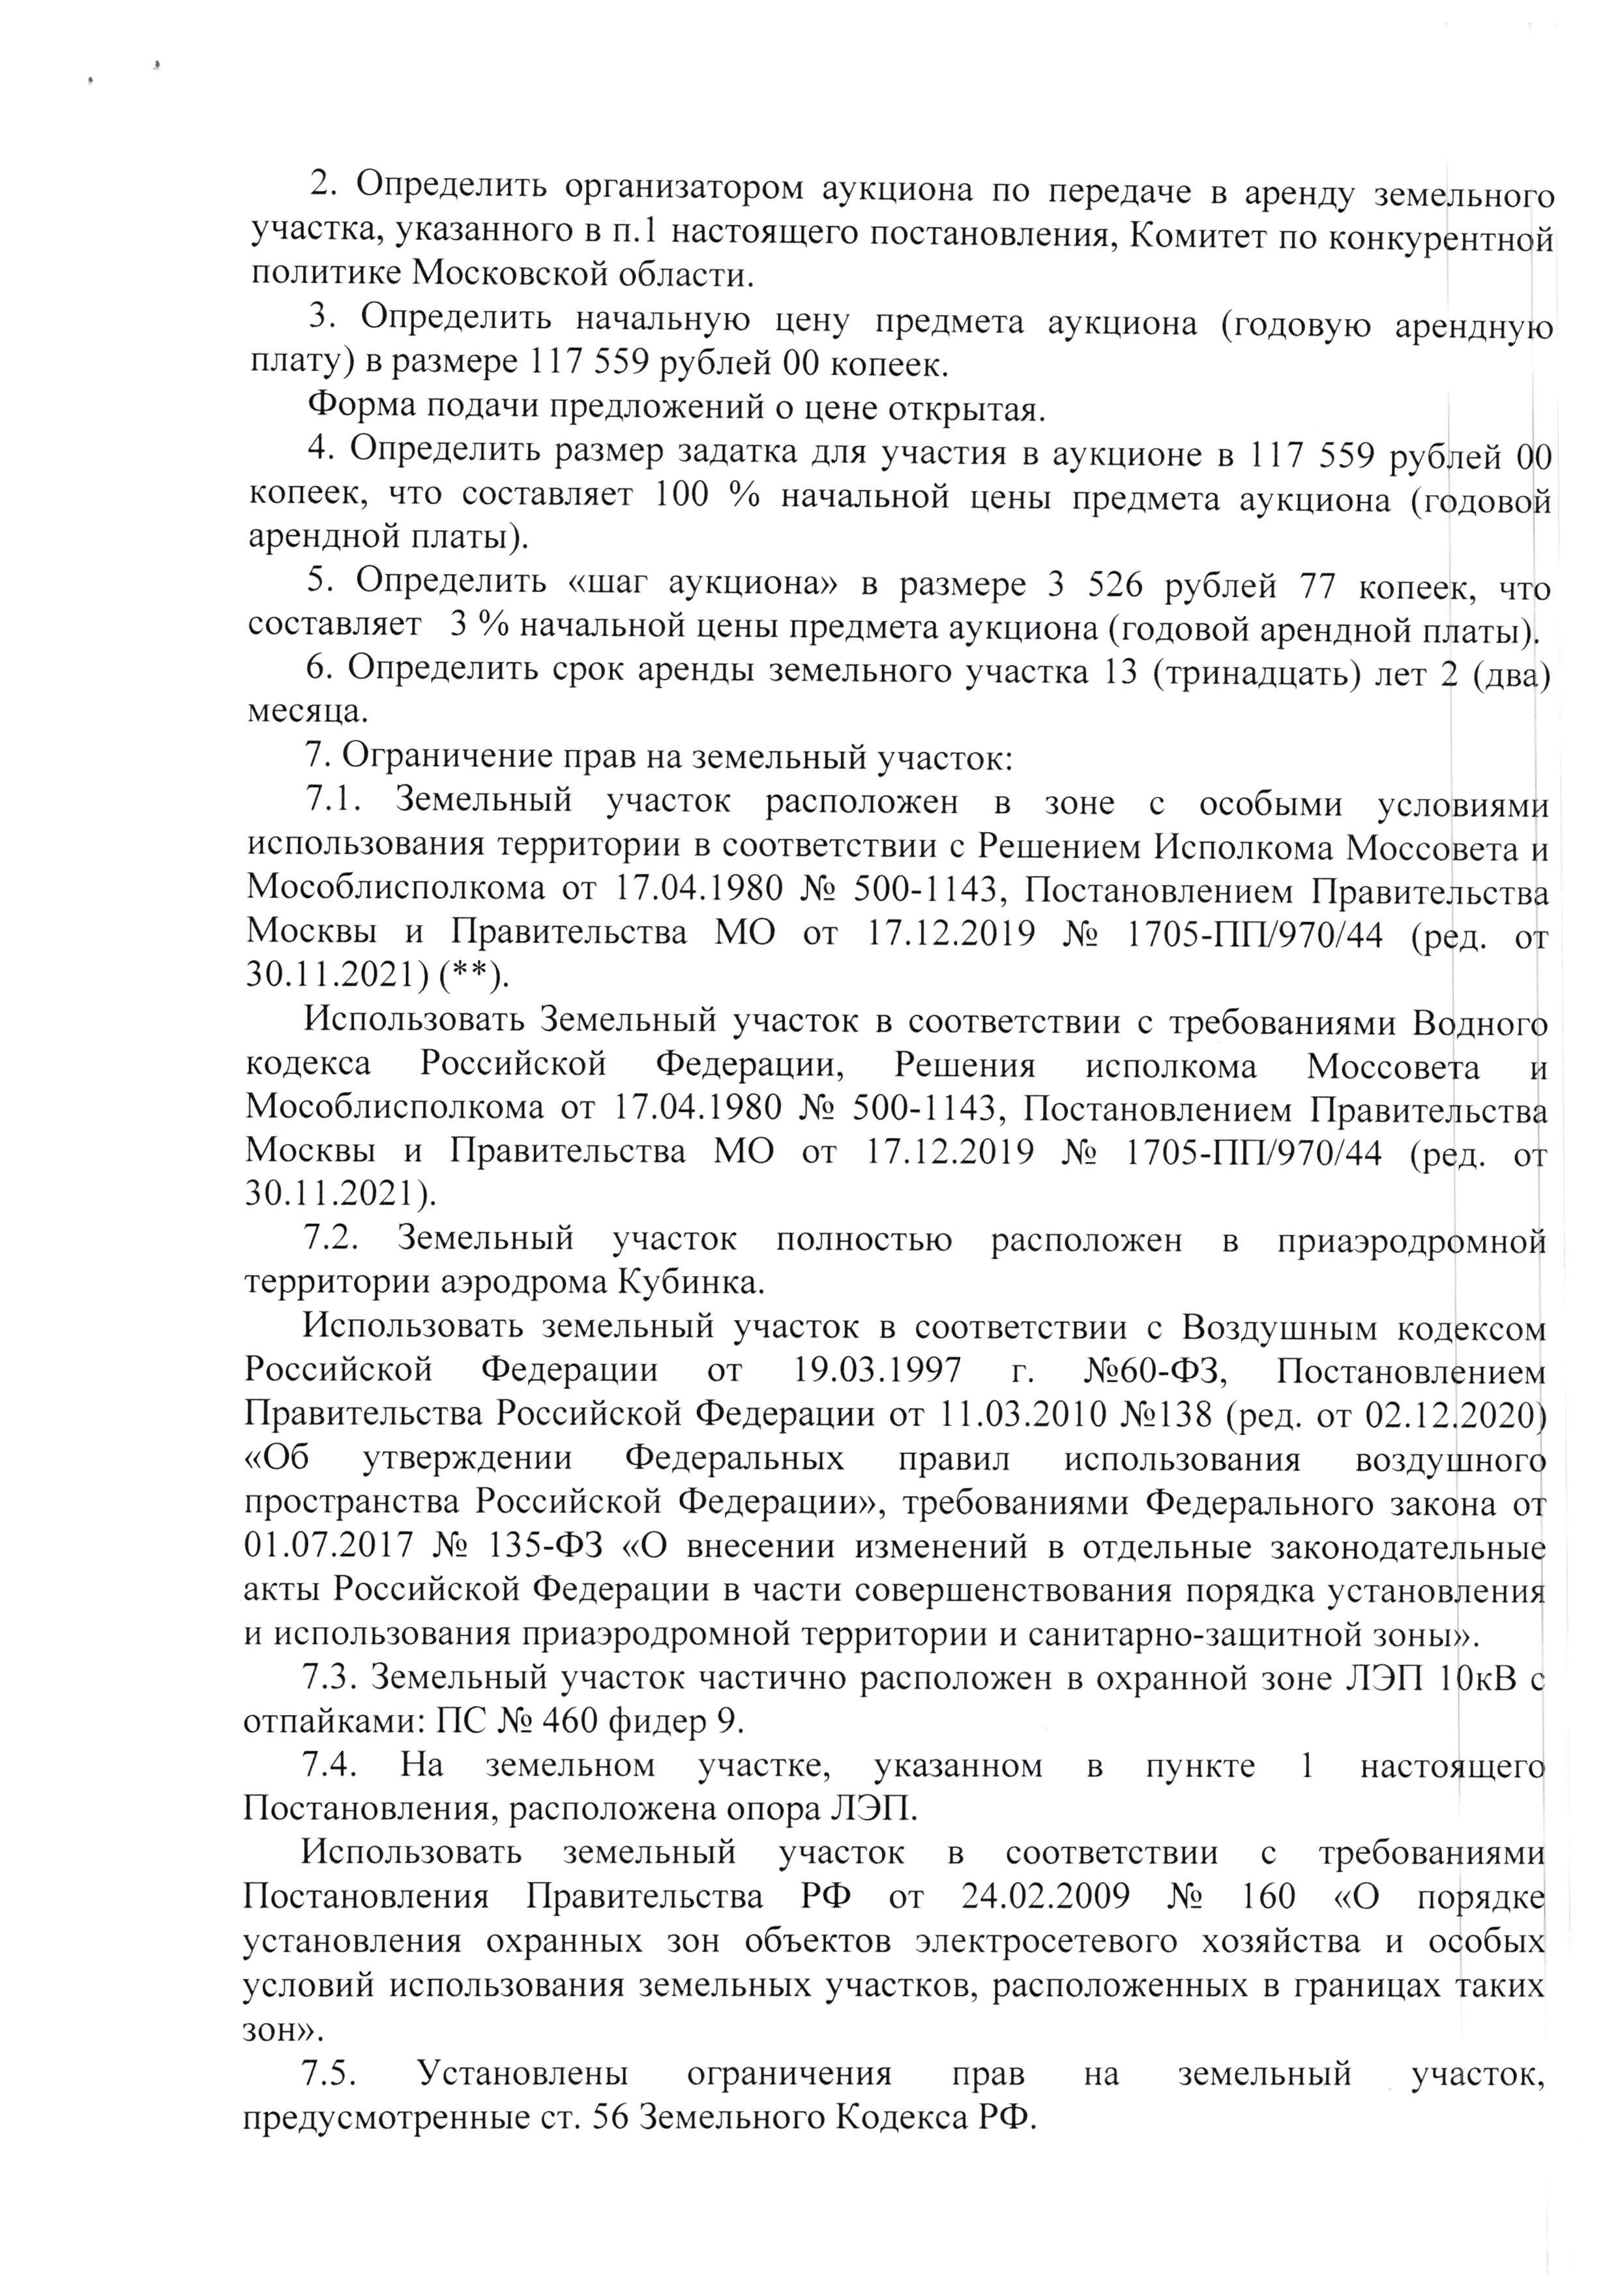 2. Определить организатором аукциона по передаче в аренду земельного
участка, указанного в п.1 настоящего постановления, Комитет по конкурентной
политике Московской области.
3. Определить начальную цену предмета аукциона (годовую арендную
плату) в размере 117 559 рублей 00 копеек.
Форма подачи предложений о цене открытая.
4. Определить размер задатка для участия в аукционе в 117 559 рублей 00
копеек, что составляет 100 % начальной цены предмета аукциона (годовой
арендной платы).
5. Определить «шаг аукциона» в размере 3 526 рублей 77 копеек, что
составляет 3 % начальной цены предмета аукциона (годовой арендной платы).
6. Определить срок аренды земельного участка 13 (тринадцать) лет 2 (два)
месяца.
7. Ограничение прав на земельный участок:
7.1. Земельный участок расположен в зоне с особыми условиями
использования территории в соответствии с Решением Исполкома Моссовета и
Мособлисполкома от 17.04.1980 № 500-1143, Постановлением Правительства
Москвы и Правительства МО от 17.12.2019 № 1705-ПП/970/44 (ред. от
30.11.2021) (**).
Использовать Земельный участок в соответствии с требованиями Водного
кодекса Российской Федерации, Решения исполкома Моссовета и
Мособлисполкома от 17.04.1980 № 500-1143, Постановлением Правительства
Москвы и Правительства МО от 17.12.2019 № 1705-ПП/970/44 (ред. от
30.11.2021).
7.2. Земельный участок полностью расположен в приаэродромной
территории аэродрома Кубинка.
Использовать земельный участок в соответствии с Воздушным кодексом
Российской Федерации от 19.03.1997 г. №60-ФЗ, Постановлением
Правительства Российской Федерации от 11.03.2010 №138 (ред. от 02.12.2020)
«Об утверждении Федеральных правил использования воздушного
пространства Российской Федерации», требованиями Федерального закона от
01.07.2017 № 135-ФЗ «О внесении изменений в отдельные законодательные
акты Российской Федерации в части совершенствования порядка установления
и использования приаэродромной территории и санитарно-защитной зоны».
7.3. Земельный участок частично расположен в охранной зоне ЛЭП 10кВ с
отпайками: ПС № 460 фидер 9.
7.4. На земельном участке, указанном в пункте 1 настоящего
Постановления, расположена опора ЛЭП.
Использовать земельный участок в соответствии с требованиями
Постановления Правительства РФ от 24.02.2009 № 160 «О порядке
установления охранных зон объектов электросетевого хозяйства и особых
условий использования земельных участков, расположенных в границах таких
зон».
7.5. Установлены ограничения прав на земельный участок,
предусмотренные ст. 56 Земельного Кодекса РФ.